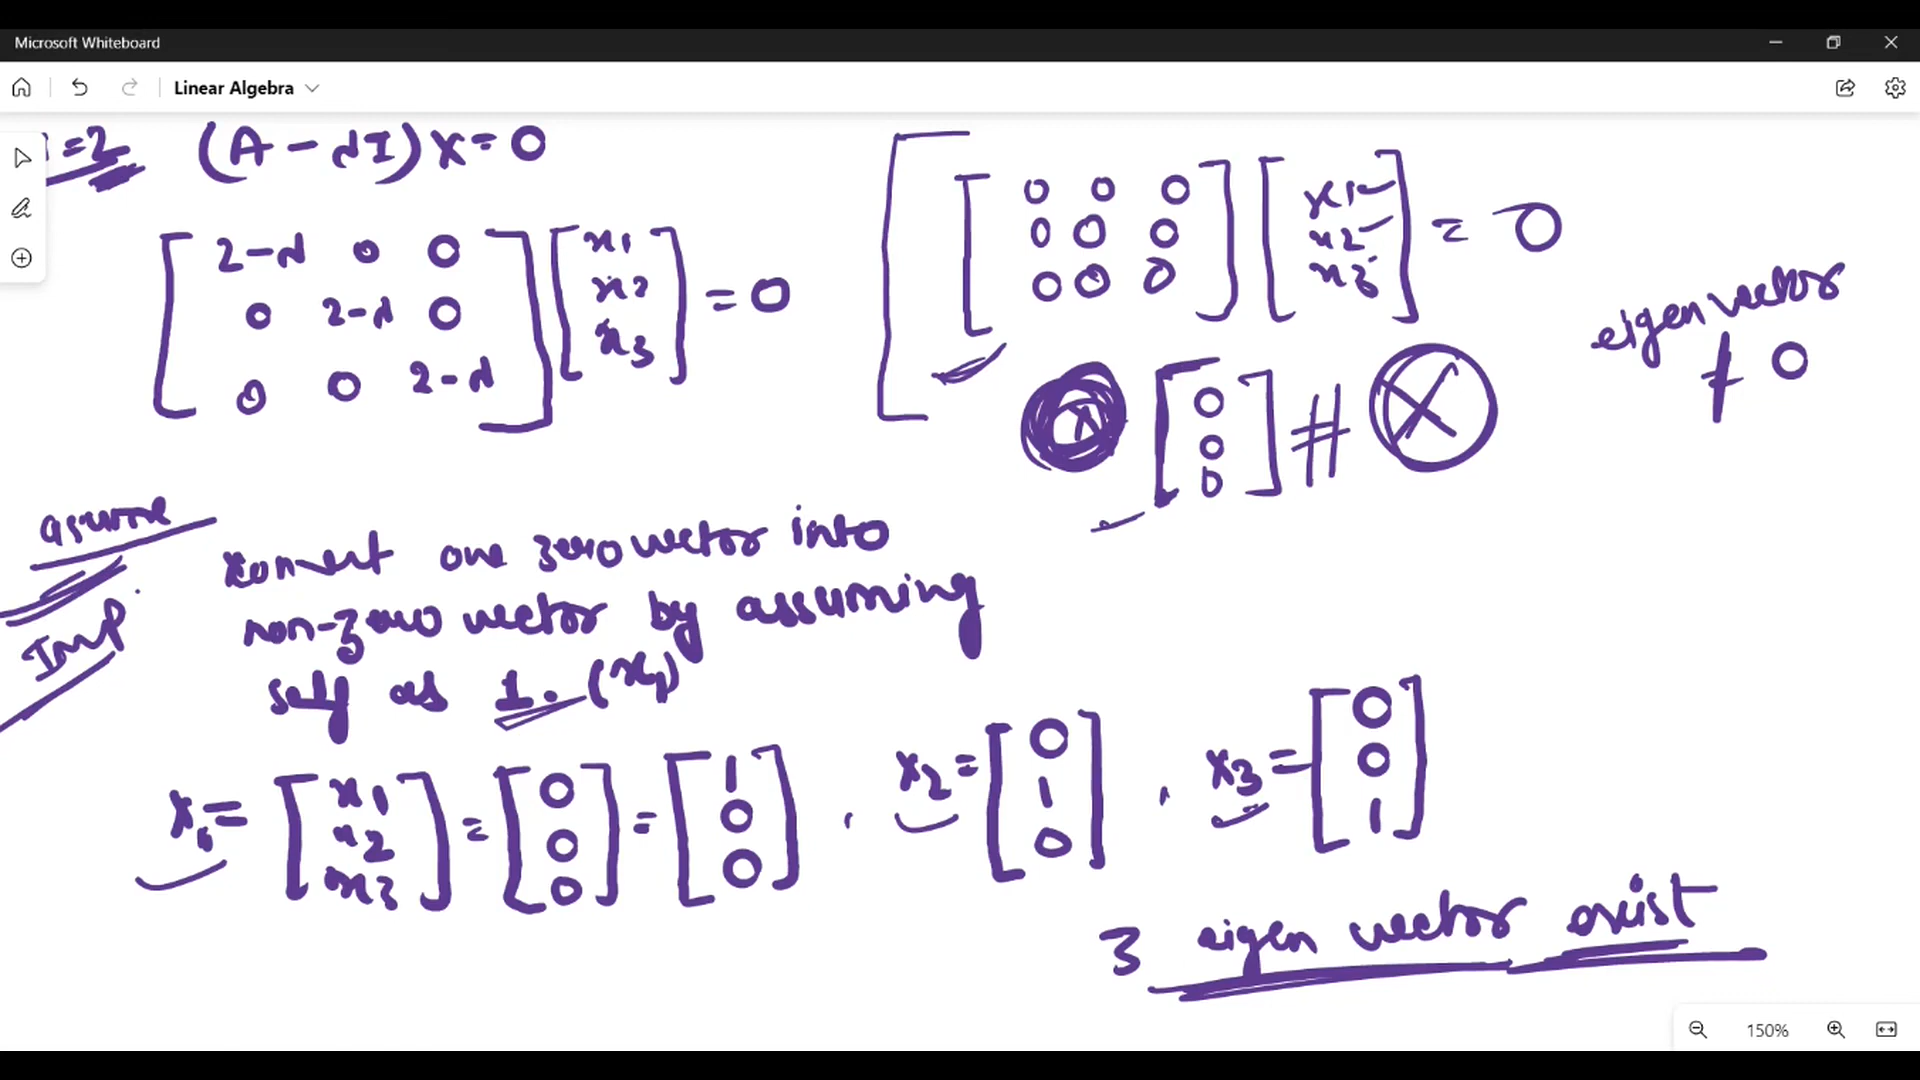 Microsoft Whiteboard
Linear Algebra
=2 (A - λI) X = 0
[2-λ 0 0] [x1]
[0 2-λ 0] [x2] = 0
[0 0 2-λ] [x3]
[0 0 0] [x1]
[0 0 0] [x2] = 0
[0 0 0] [x3]
eigen vector
≠ 0
[0]
[0] #
[0]
assume
Imp
convert one zero vector into
non-zero vector by assuming
self as 1. (x1)
X1 = [x1 x2 x3] = [0 0 0] = [1 0 0] , X2 = [0 1 0] , X3 = [0 0 1]
3 eigen vector exist
150%